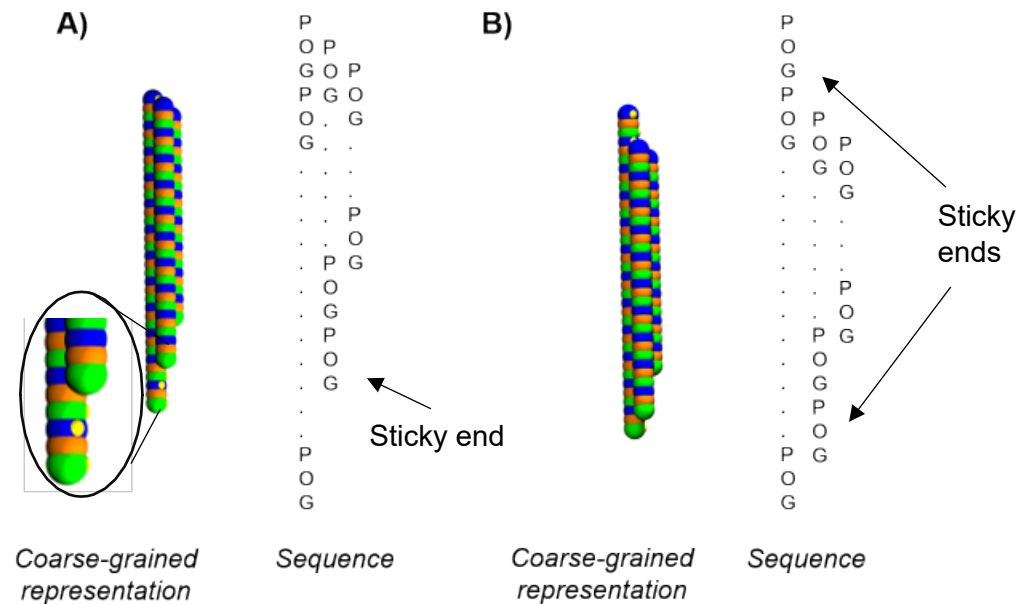 A)
P
O P
G O P
P G O
O . G
G . .
. . .
. . .
. . P
. . O
. P G
. O
. G
. P
. O
. G
.
.
P
O
G
Sticky end
Coarse-grained
representation
Sequence
B)
P
O
G
P
O P
G O P
. G O
. . G
. . .
. . .
. . .
. . P
. . O
. P G
. O
. G
. P
. O
P G
O
G
Sticky
ends
Coarse-grained
representation
Sequence